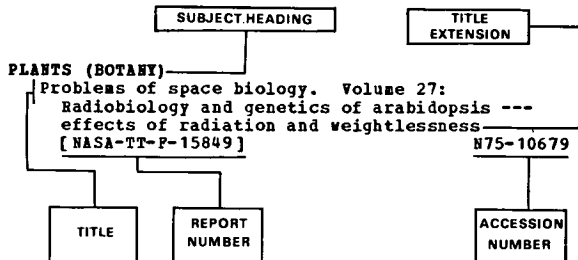 SUBJECT HEADING
TITLE
EXTENSION
PLANTS (BOTANY)
Problems of space biology. Volume 27:
Radiobiology and genetics of arabidopsis ---
effects of radiation and weightlessness
[NASA-TT-F-15849] N75-10679
TITLE
REPORT
NUMBER
ACCESSION
NUMBER